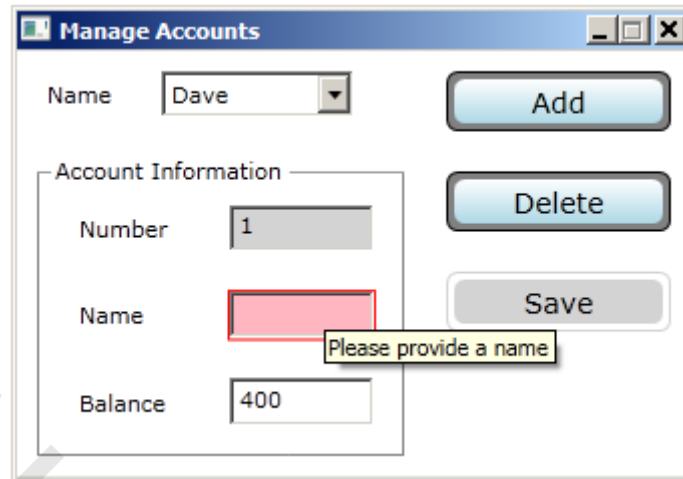 Manage Accounts
Name Dave
Add
Account Information
Delete
Number 1
Save
Name
Please provide a name
Balance 400